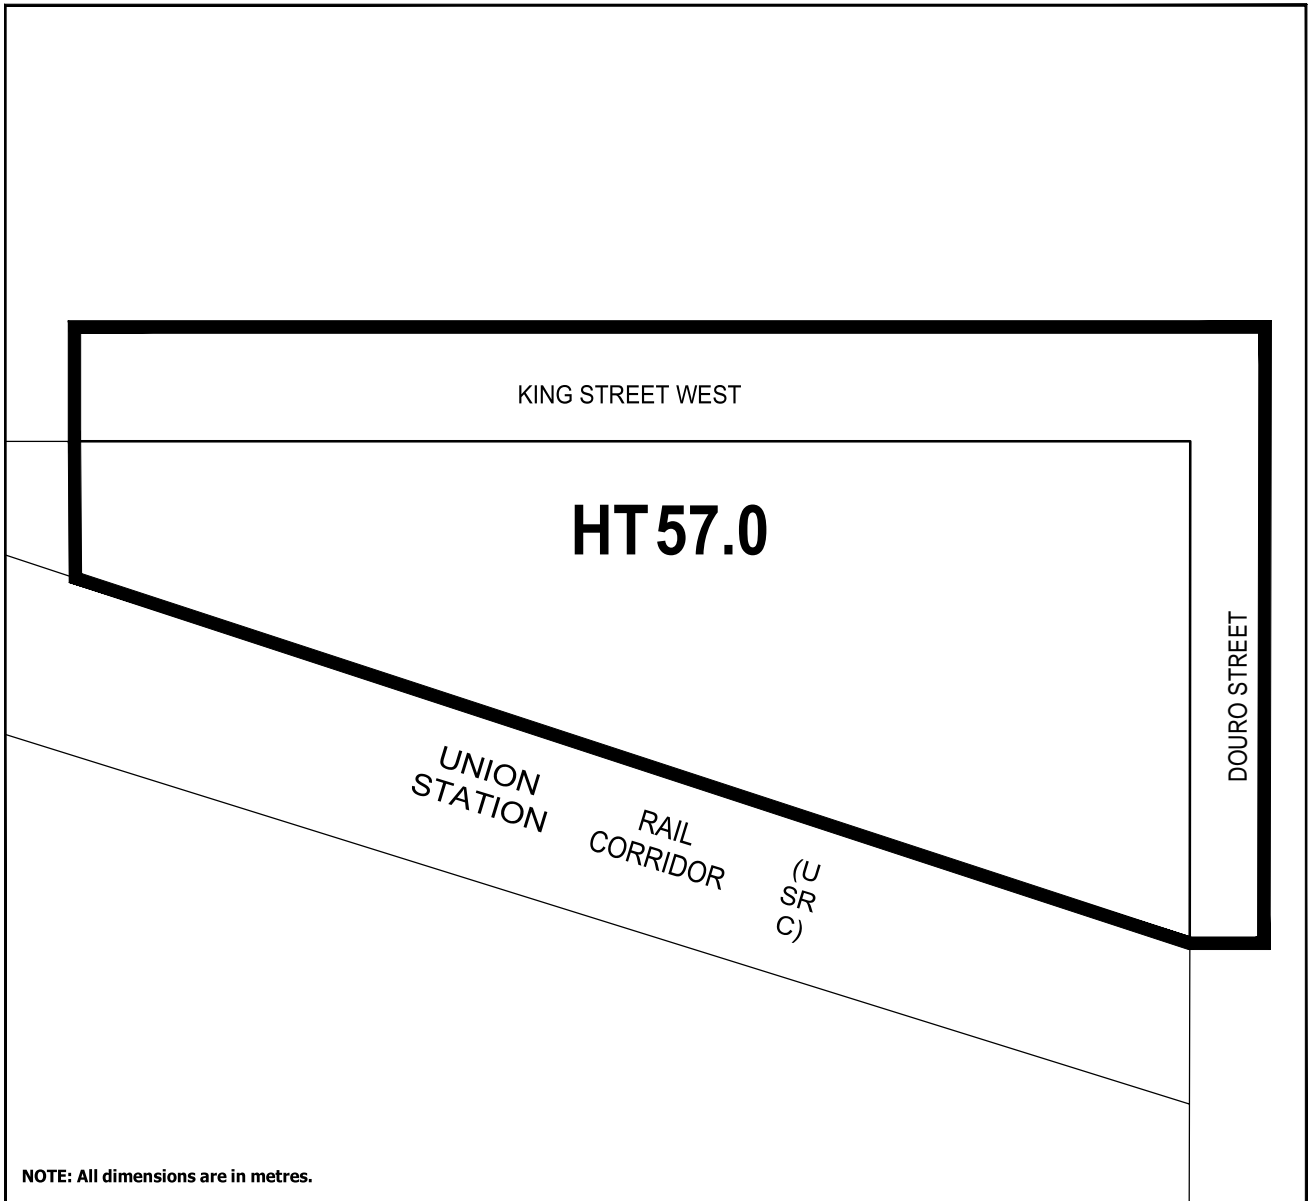 KING STREET WEST
HT 57.0
DOURO STREET
UNION
STATION
RAIL
CORRIDOR
(U
SR
C)
NOTE: All dimensions are in metres.